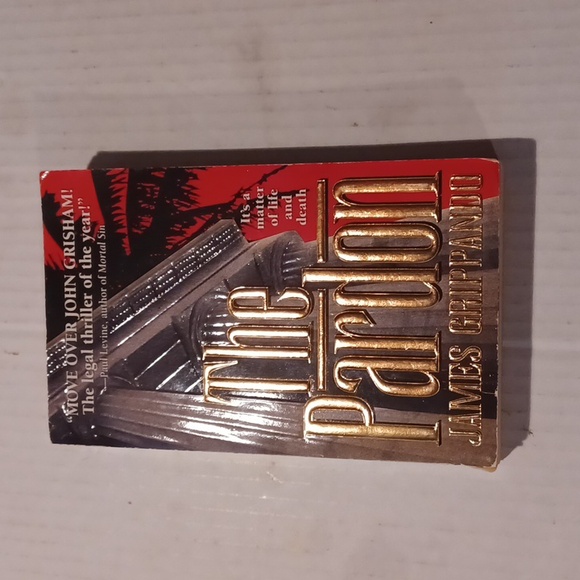 "MOVE OVER JOHN GRISHAM!
The legal thriller of the year!"
—Paul Levine, author of Mortal Sin
It's a
matter
of life
and
death
The
Pardon
JAMES GRIPPANDO